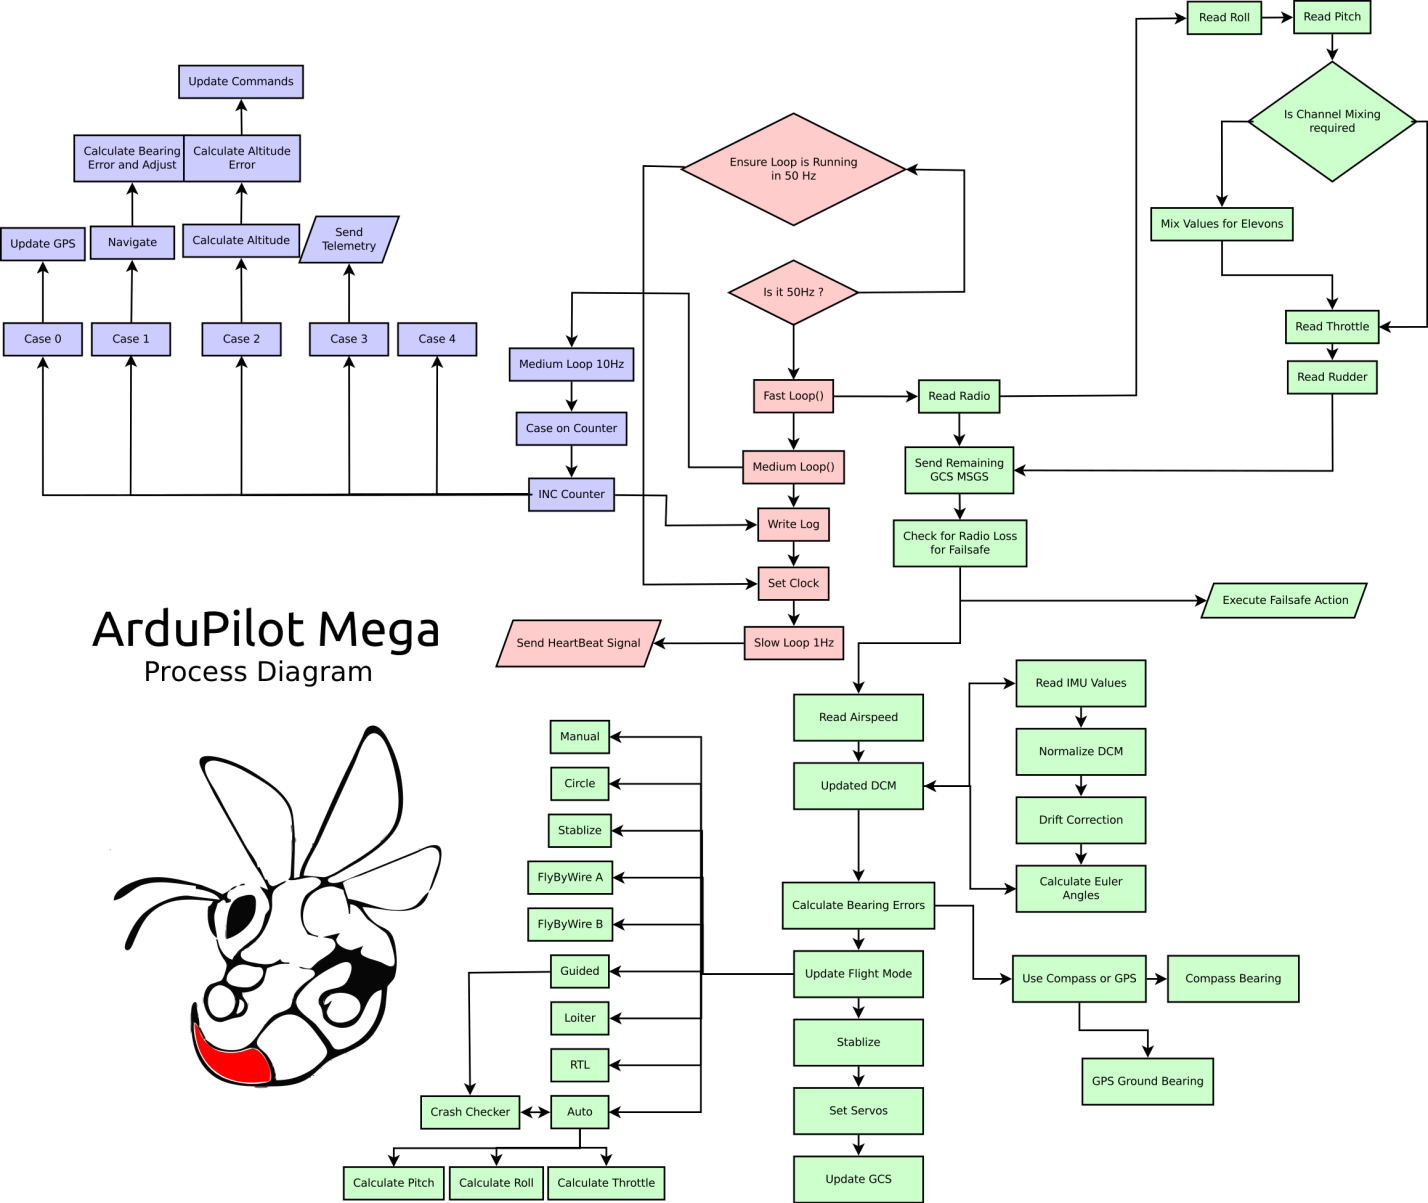 Read Roll
Read Pitch
Is Channel Mixing
required
Mix Values for Elevons
Read Throttle
Read Rudder
Update Commands
Calculate Bearing
Error and Adjust
Calculate Altitude
Error
Update GPS
Navigate
Calculate Altitude
Send
Telemetry
Case 0
Case 1
Case 2
Case 3
Case 4
Ensure Loop is Running
in 50 Hz
Is it 50Hz ?
Medium Loop 10Hz
Case on Counter
INC Counter
Fast Loop()
Medium Loop()
Write Log
Set Clock
Slow Loop 1Hz
Send HeartBeat Signal
Read Radio
Send Remaining
GCS MSGS
Check for Radio Loss
for Failsafe
Execute Failsafe Action
ArduPilot Mega
Process Diagram
Read Airspeed
Updated DCM
Read IMU Values
Normalize DCM
Drift Correction
Calculate Euler
Angles
Calculate Bearing Errors
Update Flight Mode
Use Compass or GPS
Compass Bearing
GPS Ground Bearing
Stablize
Set Servos
Update GCS
Manual
Circle
Stablize
FlyByWire A
FlyByWire B
Guided
Loiter
RTL
Crash Checker
Auto
Calculate Pitch
Calculate Roll
Calculate Throttle